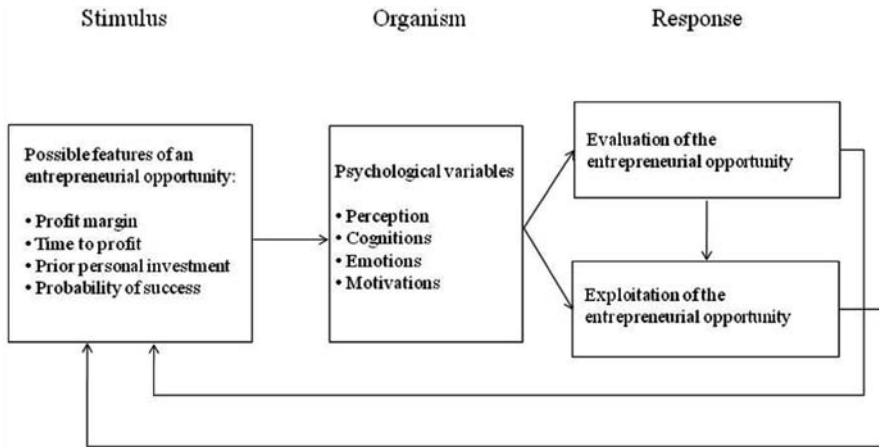 Stimulus
Organism
Response
Possible features of an
entrepreneurial opportunity:
• Profit margin
• Time to profit
• Prior personal investment
• Probability of success
Psychological variables
• Perception
• Cognitions
• Emotions
• Motivations
Evaluation of the
entrepreneurial opportunity
Exploitation of the
entrepreneurial opportunity